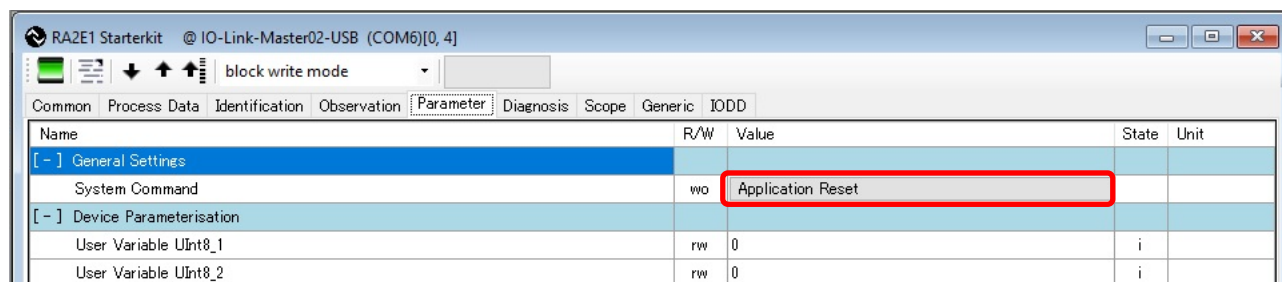 RA2E1 Starterkit @ IO-Link-Master02-USB (COM6)[0, 4]
block write mode
Common Process Data Identification Observation Parameter Diagnosis Scope Generic IODD
Name R/W Value State Unit
[-] General Settings
System Command wo Application Reset
[-] Device Parameterisation
User Variable UInt8_1 rw 0 i
User Variable UInt8_2 rw 0 i